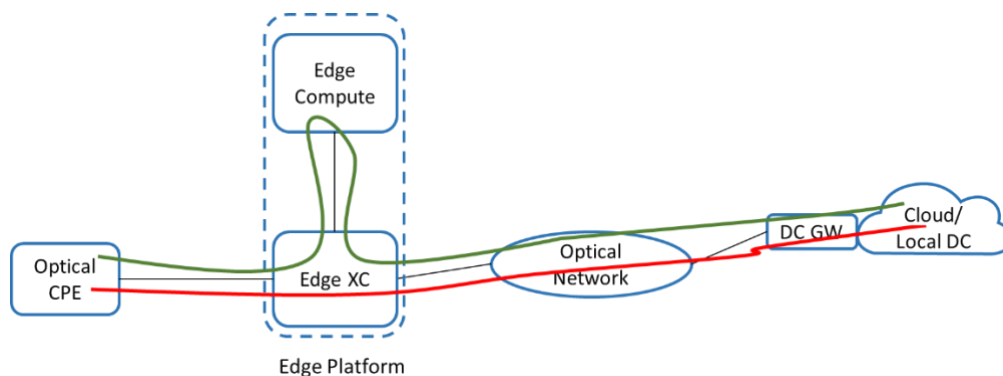 Edge
Compute
Optical
CPE
Edge XC
Optical
Network
DC GW
Cloud/
Local DC
Edge Platform